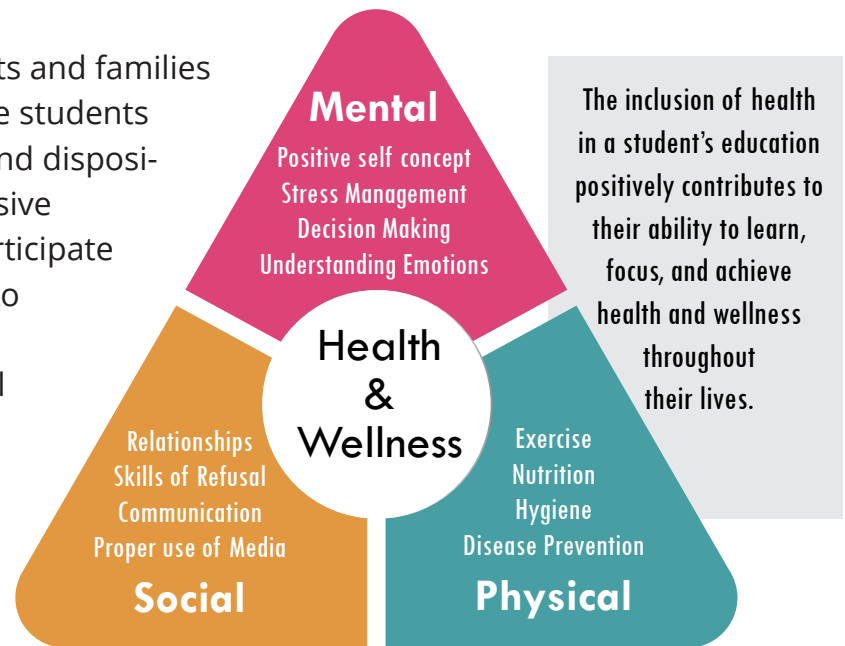 ts and families
e students
nd disposi-
sive
rticipate
o
l
Mental
Positive self concept
Stress Management
Decision Making
Understanding Emotions
Health
&
Wellness
Relationships
Skills of Refusal
Communication
Proper use of Media
Social
Exercise
Nutrition
Hygiene
Disease Prevention
Physical
The inclusion of health
in a student’s education
positively contributes to
their ability to learn,
focus, and achieve
health and wellness
throughout
their lives.